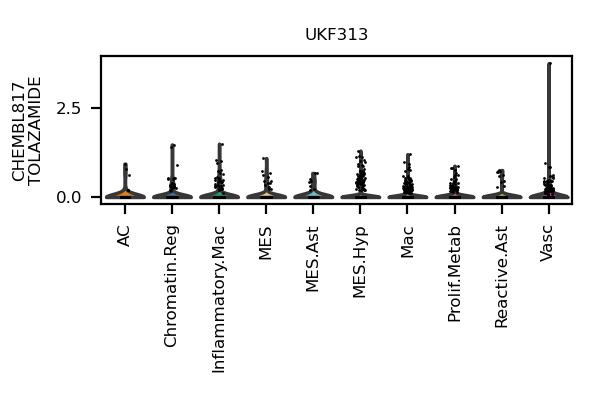 UKF313
CHEMBL817
TOLAZAMIDE
2.5
0.0
AC
Chromatin.Reg
Inflammatory.Mac
MES
MES.Ast
MES.Hyp
Mac
Prolif.Metab
Reactive.Ast
Vasc